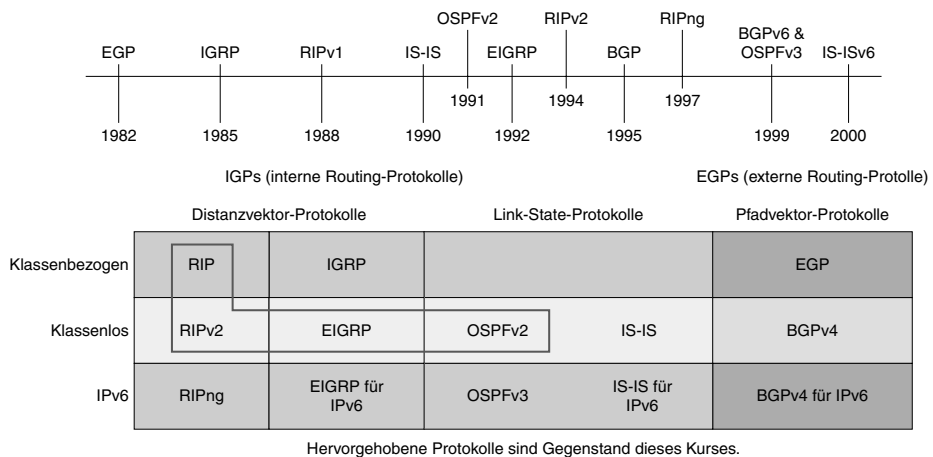 OSPFv2 RIPv2 RIPng
EGP IGRP RIPv1 IS-IS EIGRP BGP BGPv6 &
OSPFv3 IS-ISv6
1991 1994 1997
1982 1985 1988 1990 1992 1995 1999 2000
IGPs (interne Routing-Protokolle) EGPs (externe Routing-Protolle)
Distanzvektor-Protokolle Link-State-Protokolle Pfadvektor-Protokolle
Klassenbezogen RIP IGRP EGP
Klassenlos RIPv2 EIGRP OSPFv2 IS-IS BGPv4
IPv6 RIPng EIGRP für
IPv6 OSPFv3 IS-IS für
IPv6 BGPv4 für IPv6
Hervorgehobene Protokolle sind Gegenstand dieses Kurses.